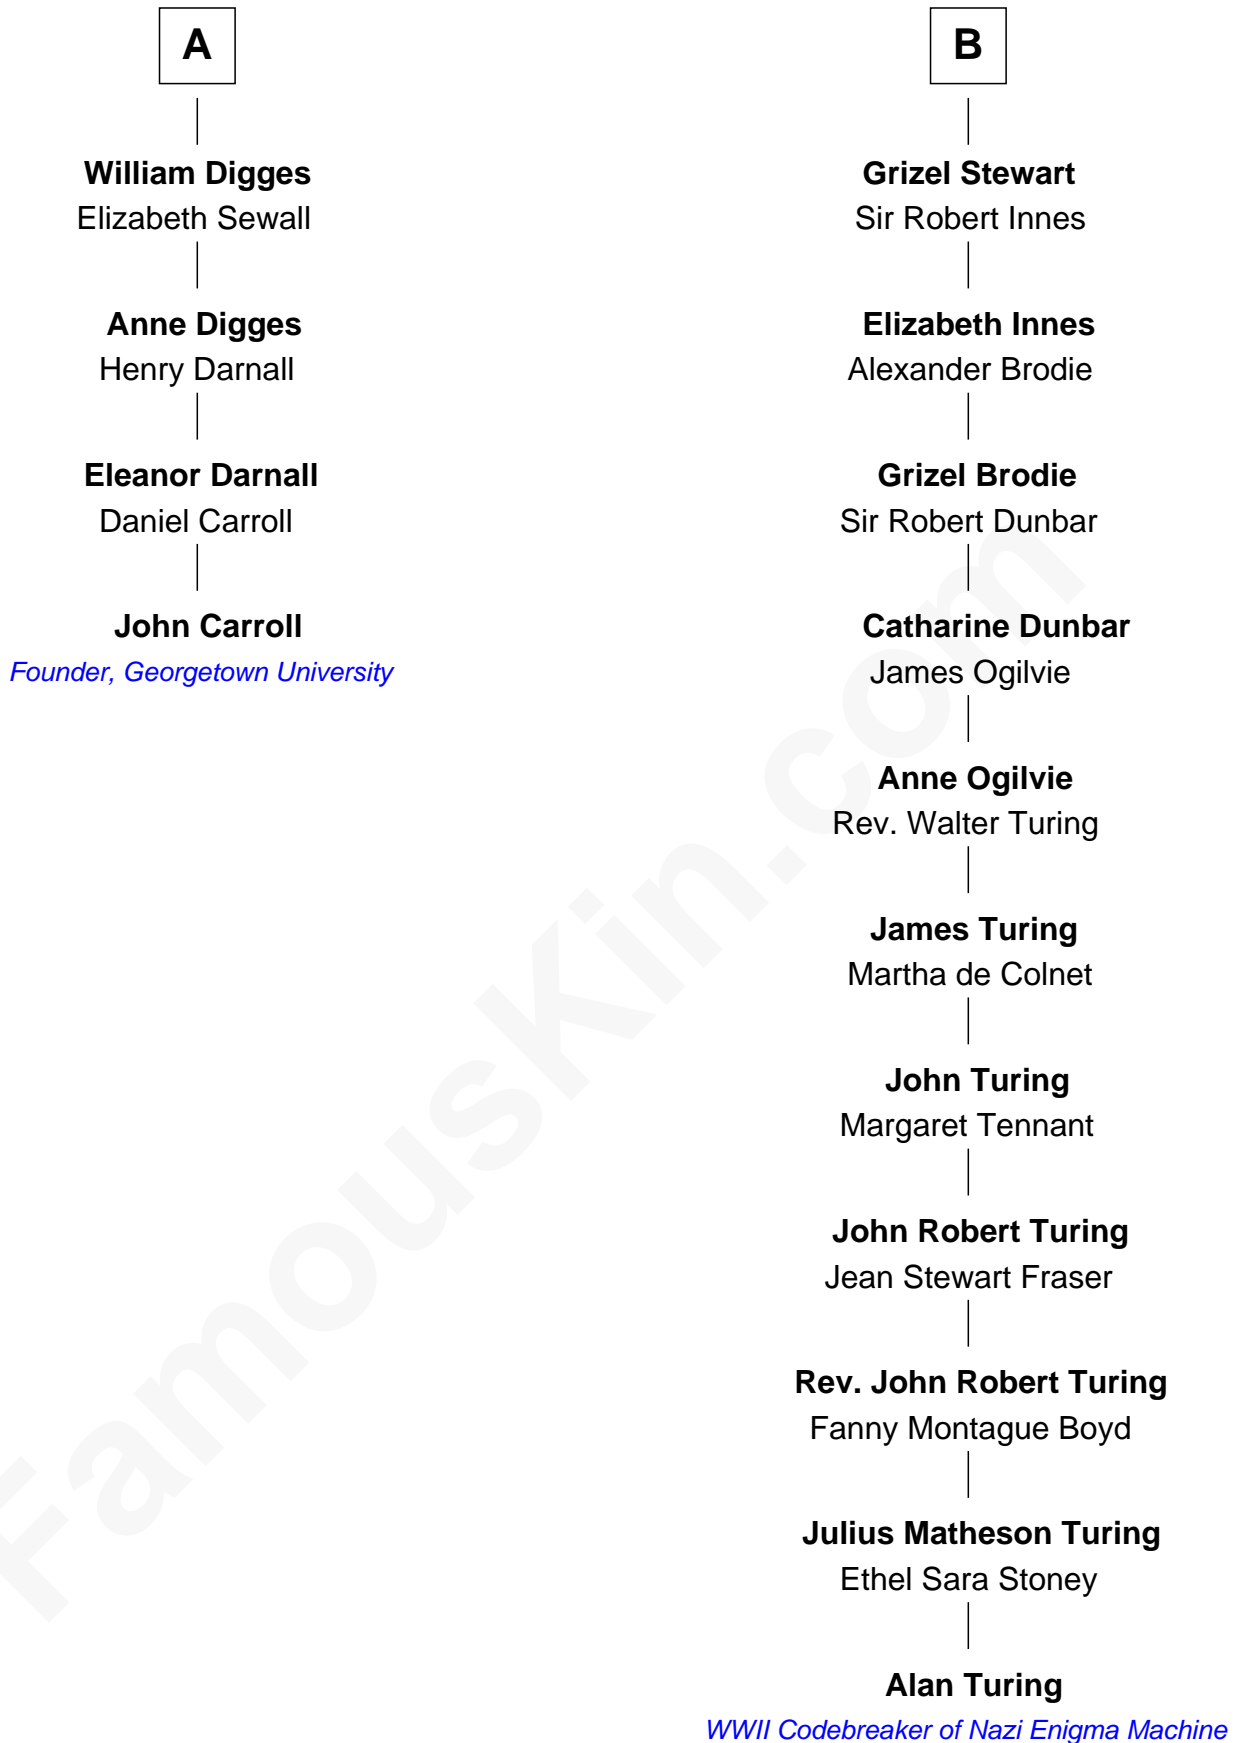 A
William Digges
Elizabeth Sewall
Anne Digges
Henry Darnall
Eleanor Darnall
Daniel Carroll
John Carroll
Founder, Georgetown University
B
Grizel Stewart
Sir Robert Innes
Elizabeth Innes
Alexander Brodie
Grizel Brodie
Sir Robert Dunbar
Catharine Dunbar
James Ogilvie
Anne Ogilvie
Rev. Walter Turing
James Turing
Martha de Colnet
John Turing
Margaret Tennant
John Robert Turing
Jean Stewart Fraser
Rev. John Robert Turing
Fanny Montague Boyd
Julius Matheson Turing
Ethel Sara Stoney
Alan Turing
WWII Codebreaker of Nazi Enigma Machine
FamousKin.com